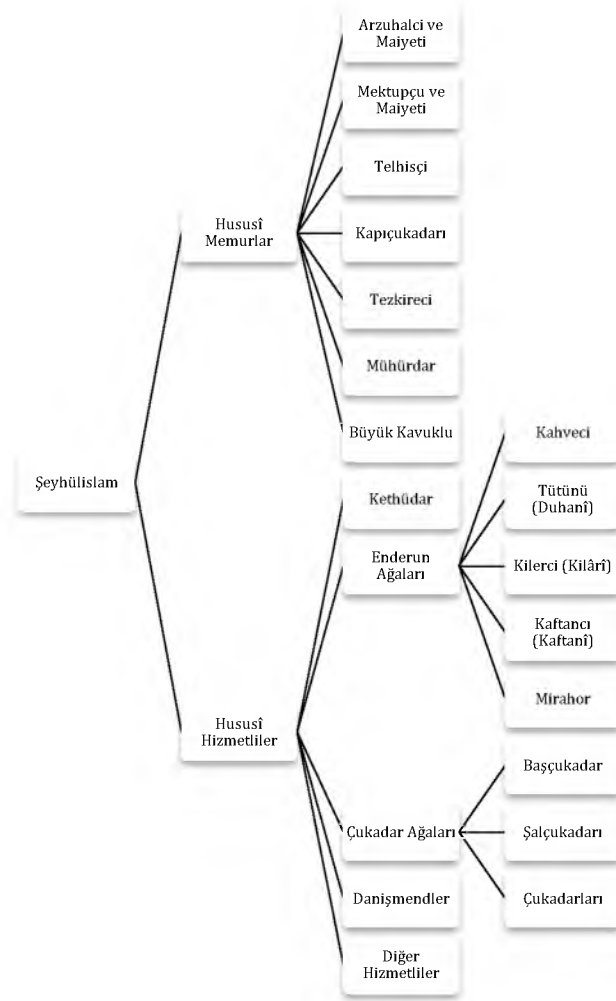 Şeyhülislam
Hususî
Memurlar
Arzuhalci ve
Maiyeti
Mektupçu ve
Maiyeti
Telhisçi
Kapıçukadarı
Tezkireci
Mühürdar
Büyük Kavuklu
Hususî
Hizmetliler
Kethüdar
Enderun
Ağaları
Kahveci
Tütünü
(Duhanî)
Kilerci (Kilârî)
Kaftancı
(Kaftanî)
Mirahor
Çukadar Ağaları
Başçukadar
Şalçukadarı
Çukadarları
Danişmendler
Diğer
Hizmetliler